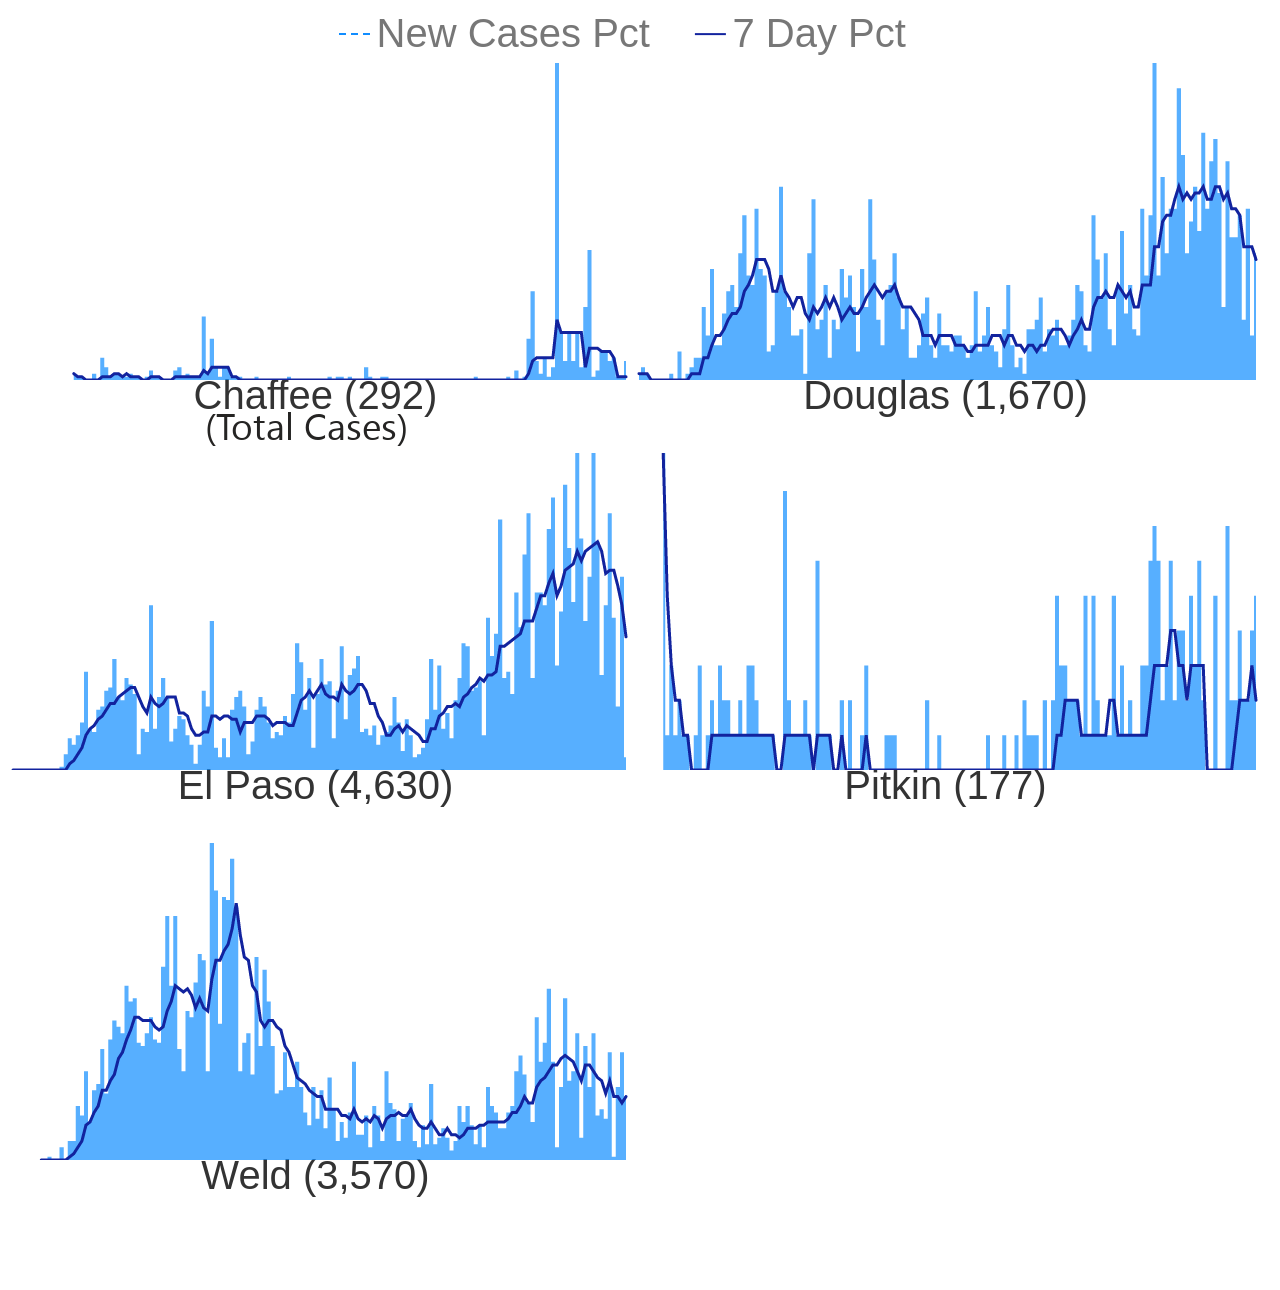 New Cases Pct 7 Day Pct
Chaffee (292)
(Total Cases)
Douglas (1,670)
El Paso (4,630)
Pitkin (177)
Weld (3,570)